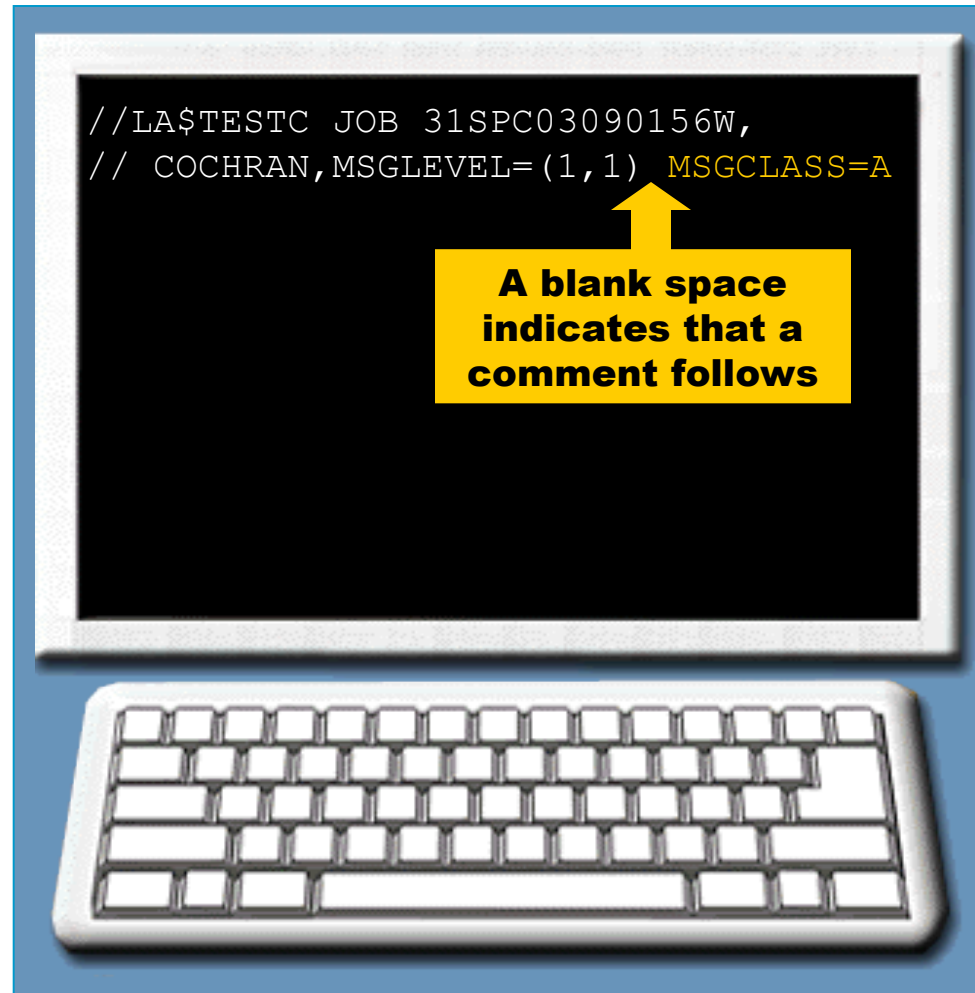 //LA$TESTC JOB 31SPC03090156W,
// COCHRAN,MSGLEVEL=(1,1) MSGCLASS=A
A blank space
indicates that a
comment follows